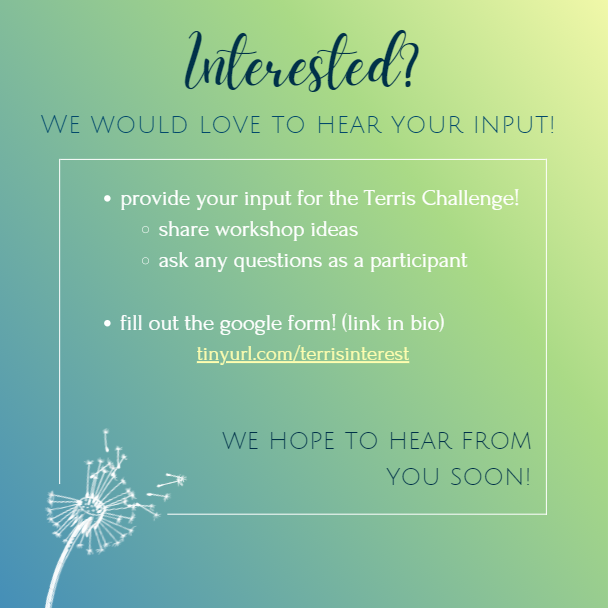 Interested?
WE WOULD LOVE TO HEAR YOUR INPUT!
• provide your input for the Terris Challenge!
○ share workshop ideas
○ ask any questions as a participant
• fill out the google form! (link in bio)
tinyurl.com/terrisinterest
WE HOPE TO HEAR FROM
YOU SOON!